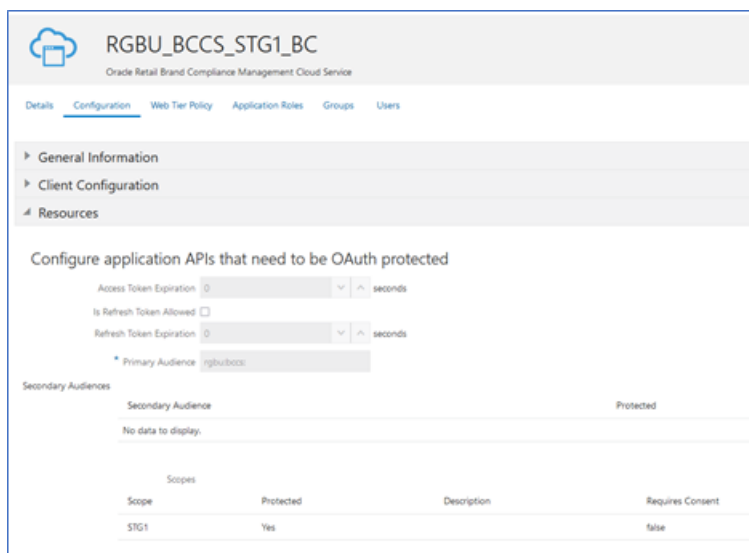 RGBU_BCCS_STG1_BC
Oracle Retail Brand Compliance Management Cloud Service
Details Configuration Web Tier Policy Application Roles Groups Users
General Information
Client Configuration
Resources
Configure application APIs that need to be OAuth protected
Access Token Expiration 0 seconds
Is Refresh Token Allowed
Refresh Token Expiration 0 seconds
* Primary Audience rgbu:bccs:
Secondary Audiences
Secondary Audience Protected
No data to display.
Scopes
Scope Protected Description Requires Consent
STG1 Yes false